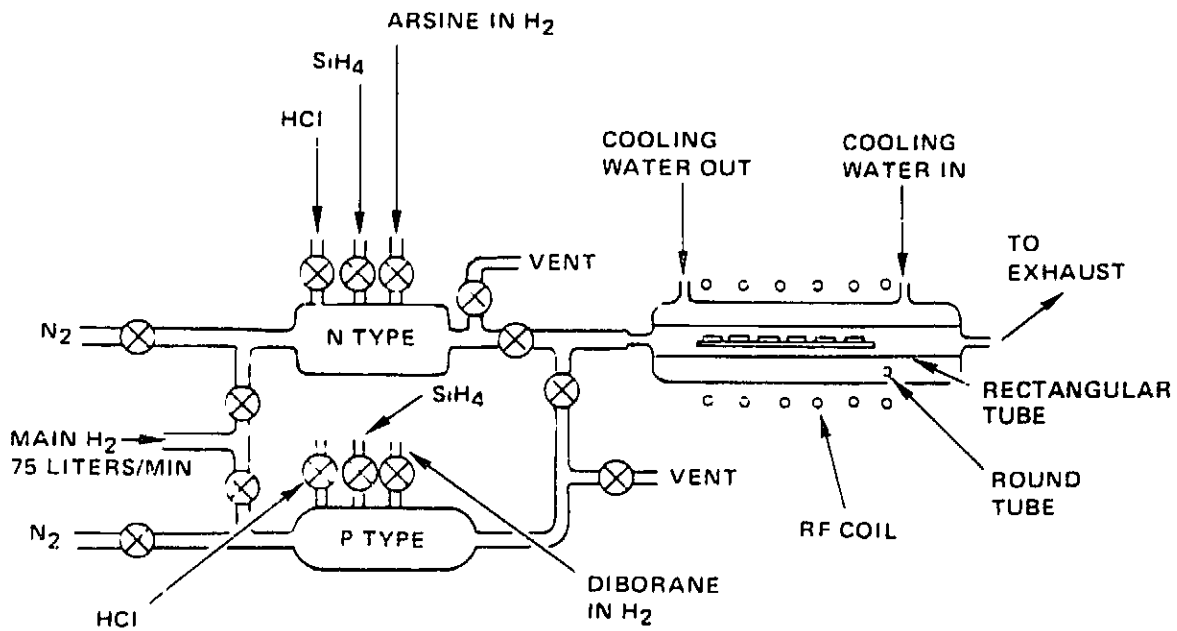 ARSINE IN H2
SiH4
HCl
COOLING
WATER OUT
COOLING
WATER IN
TO
EXHAUST
VENT
N2
N TYPE
SiH4
RECTANGULAR
TUBE
MAIN H2
75 LITERS/MIN
VENT
ROUND
TUBE
RF COIL
N2
P TYPE
DIBORANE
IN H2
HCl